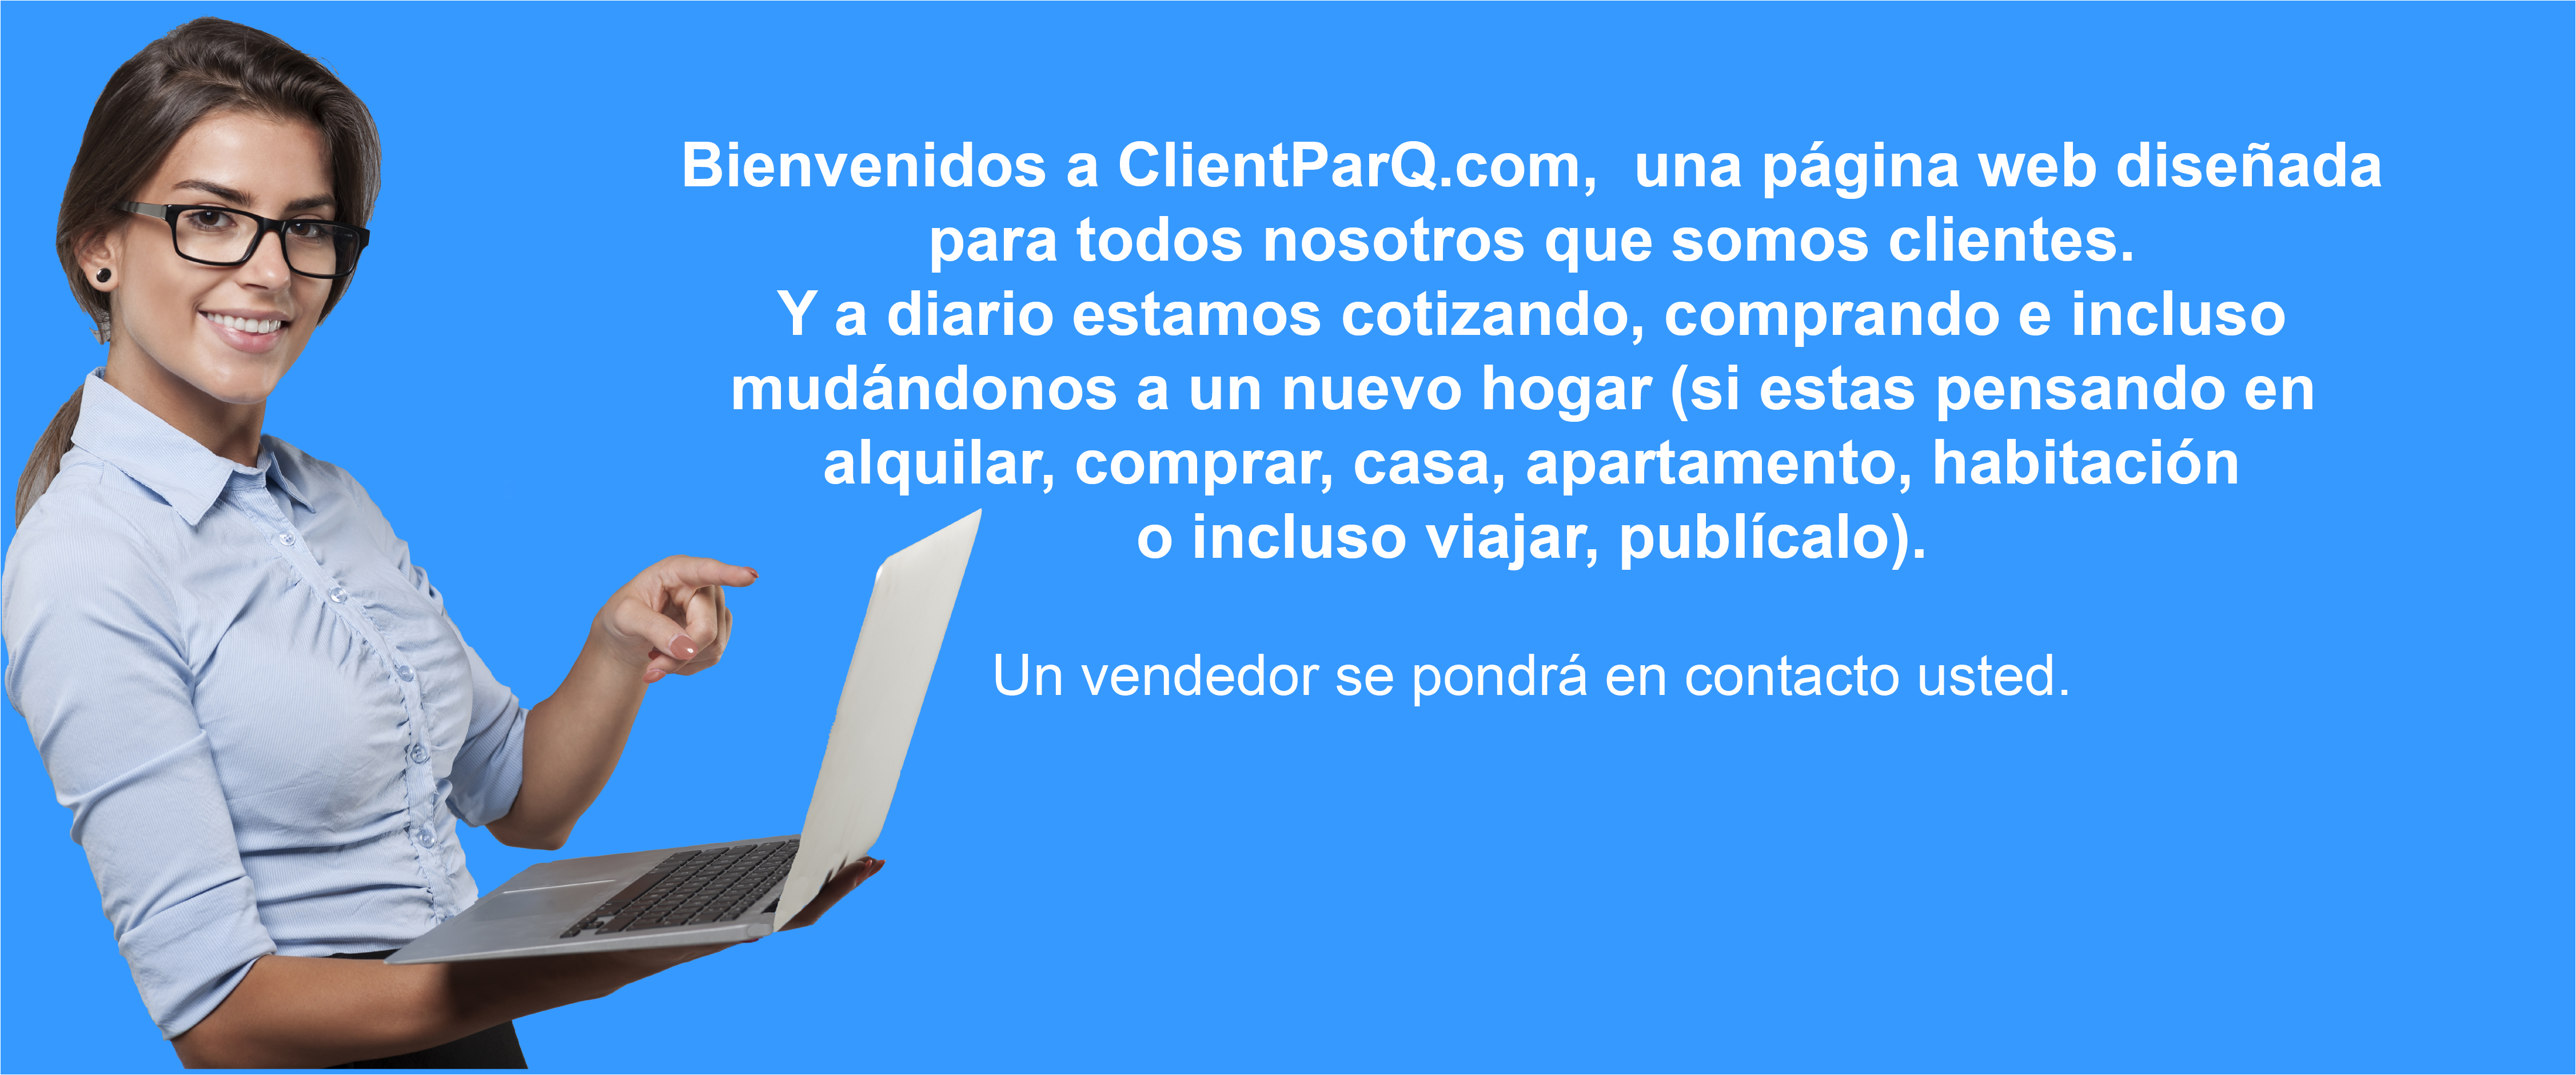 Bienvenidos a ClientParQ.com,  una página web diseñada
para todos nosotros que somos clientes.
Y a diario estamos cotizando, comprando e incluso
mudándonos a un nuevo hogar (si estas pensando en
alquilar, comprar, casa, apartamento, habitación
o incluso viajar, publícalo).
Un vendedor se pondrá en contacto usted.